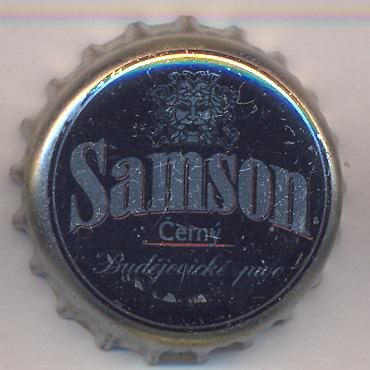 Samson
Černý
Budějovické pivo